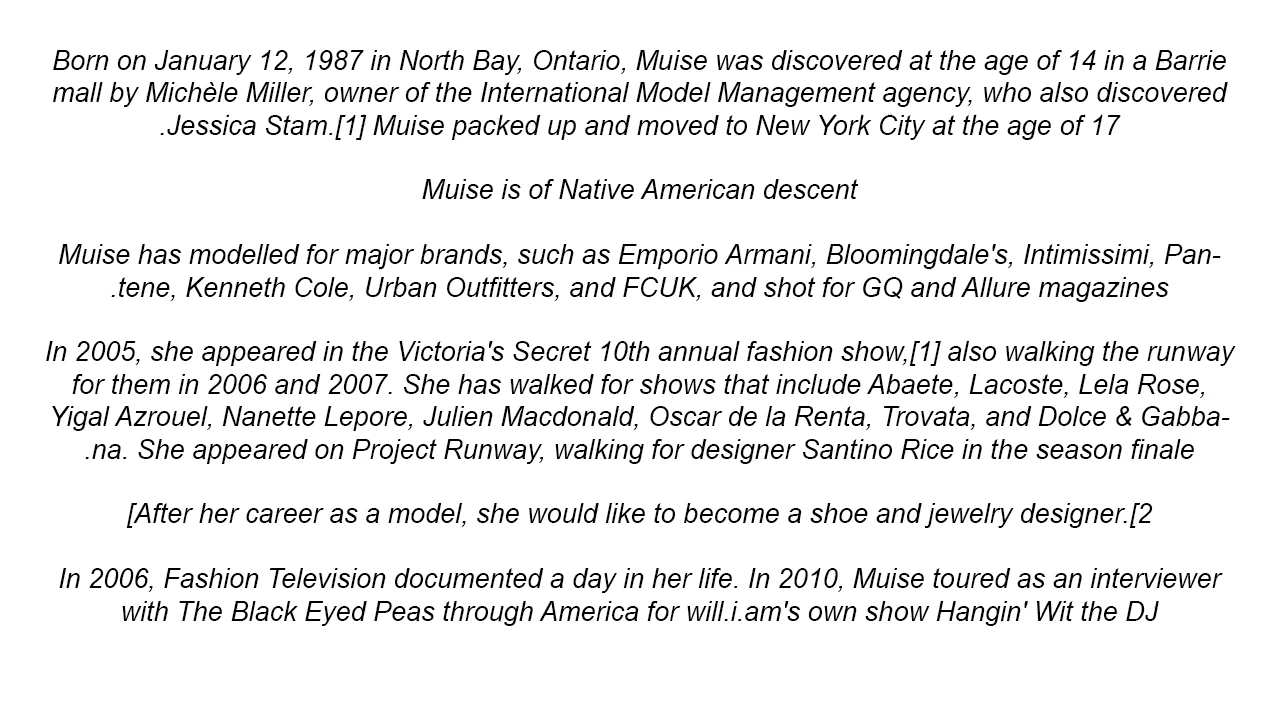 Born on January 12, 1987 in North Bay, Ontario, Muise was discovered at the age of 14 in a Barrie
mall by Michèle Miller, owner of the International Model Management agency, who also discovered
.Jessica Stam.[1] Muise packed up and moved to New York City at the age of 17
Muise is of Native American descent
Muise has modelled for major brands, such as Emporio Armani, Bloomingdale's, Intimissimi, Pan-
.tene, Kenneth Cole, Urban Outfitters, and FCUK, and shot for GQ and Allure magazines
In 2005, she appeared in the Victoria's Secret 10th annual fashion show,[1] also walking the runway
for them in 2006 and 2007. She has walked for shows that include Abaete, Lacoste, Lela Rose,
Yigal Azrouel, Nanette Lepore, Julien Macdonald, Oscar de la Renta, Trovata, and Dolce & Gabba-
.na. She appeared on Project Runway, walking for designer Santino Rice in the season finale
[After her career as a model, she would like to become a shoe and jewelry designer.[2
In 2006, Fashion Television documented a day in her life. In 2010, Muise toured as an interviewer
with The Black Eyed Peas through America for will.i.am's own show Hangin' Wit the DJ